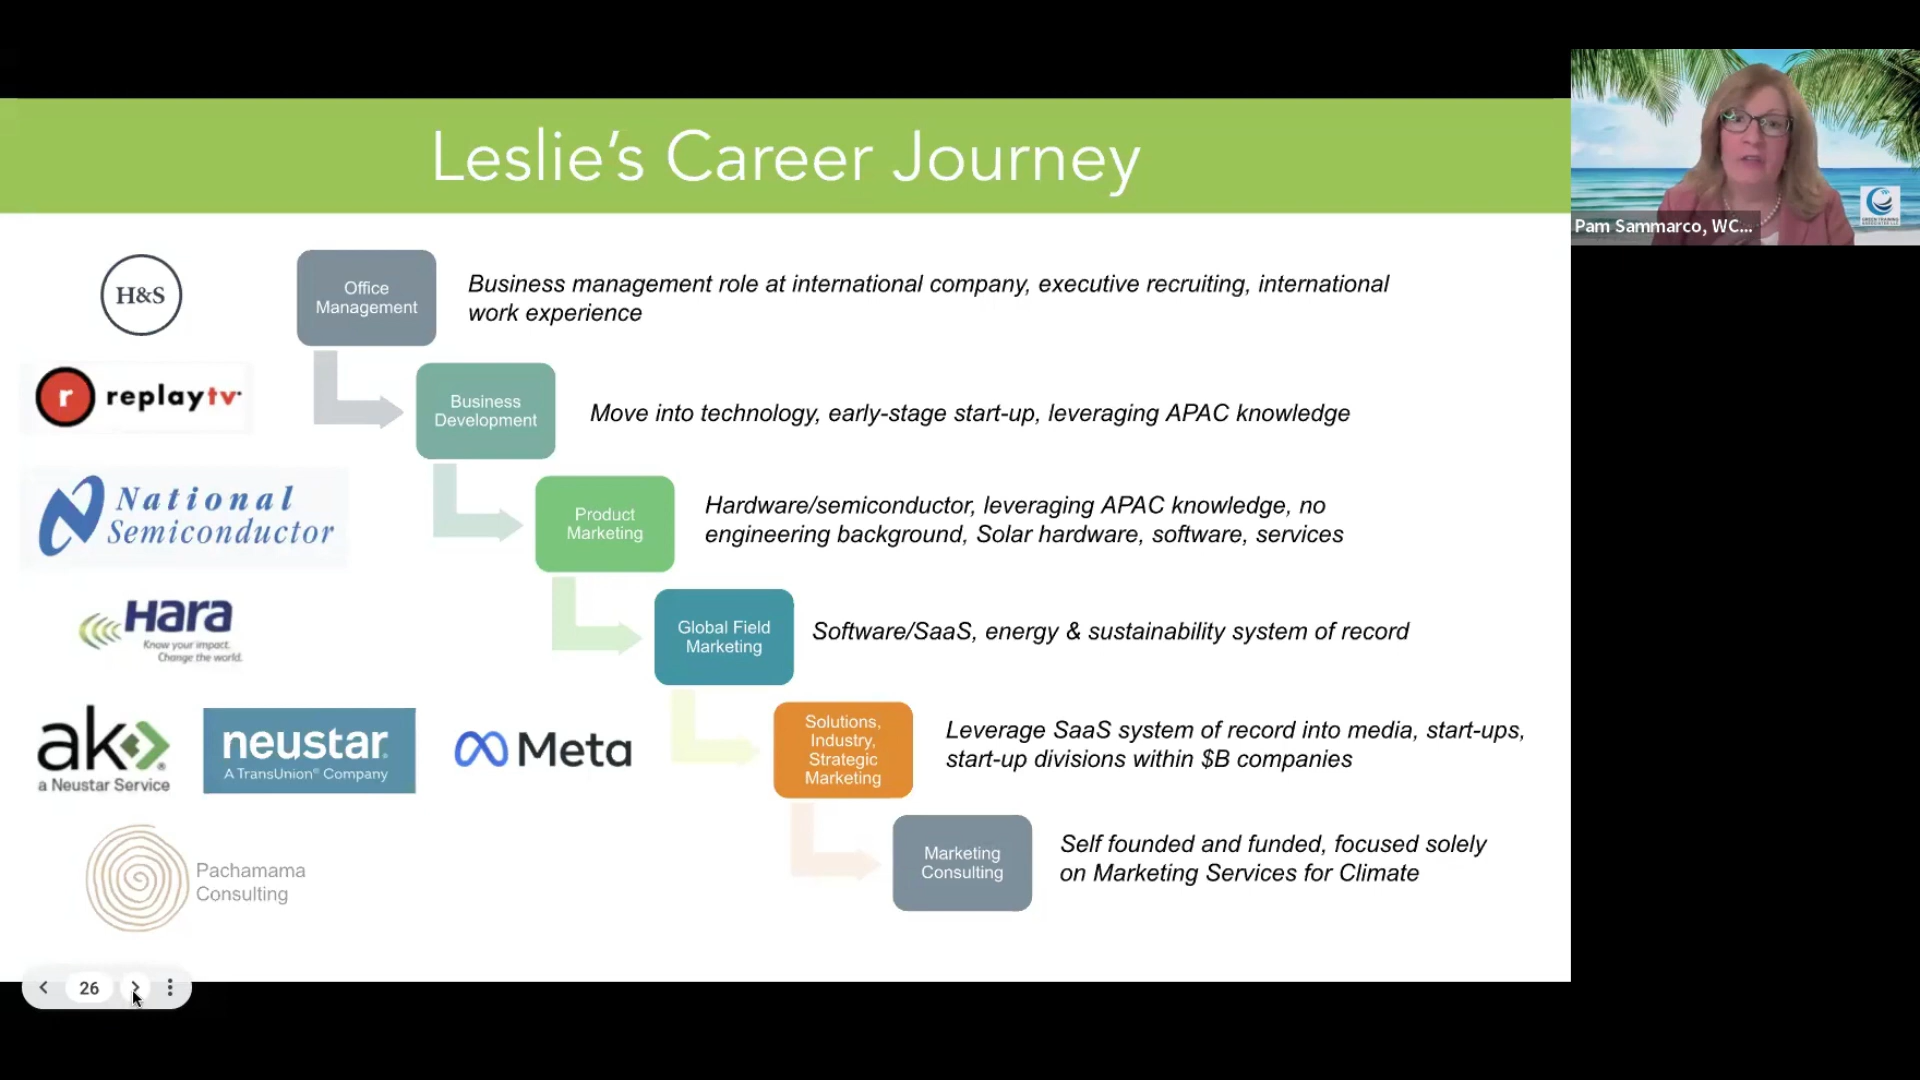 Leslie's Career Journey
H&S
Office
Management
Business management role at international company, executive recruiting, international
work experience
r replaytv
Business
Development
Move into technology, early-stage start-up, leveraging APAC knowledge
National
Semiconductor
Product
Marketing
Hardware/semiconductor, leveraging APAC knowledge, no
engineering background, Solar hardware, software, services
Hara
Know your impact.
Change the world.
Global Field
Marketing
Software/SaaS, energy & sustainability system of record
ak
a Neustar Service
neustar
A TransUnion® Company
Meta
Solutions,
Industry,
Strategic
Marketing
Leverage SaaS system of record into media, start-ups,
start-up divisions within $B companies
Pachamama
Consulting
Marketing
Consulting
Self founded and funded, focused solely
on Marketing Services for Climate
26
Pam Sammarco, WC...